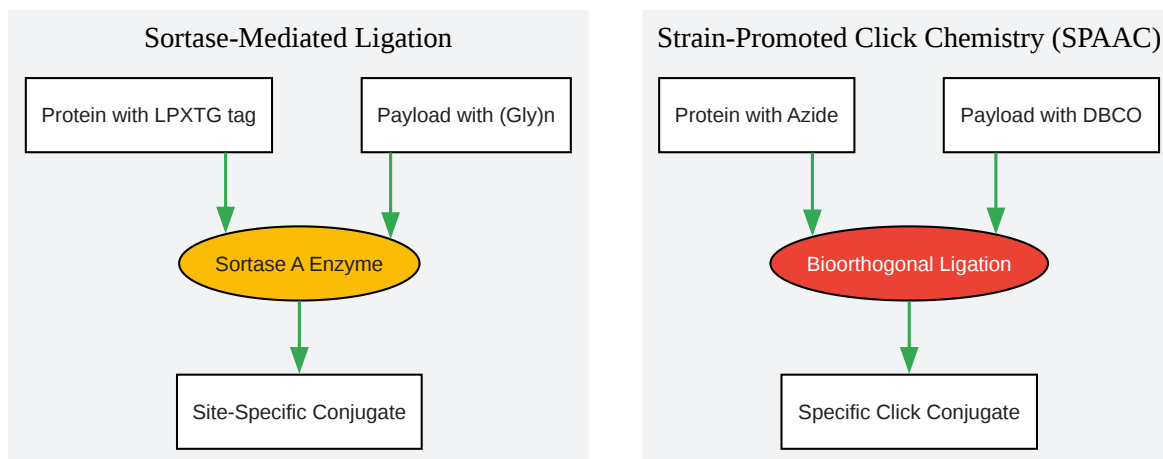 Sortase-Mediated Ligation
Protein with LPXTG tag
Payload with (Gly)n
Sortase A Enzyme
Site-Specific Conjugate
Strain-Promoted Click Chemistry (SPAAC)
Protein with Azide
Payload with DBCO
Bioorthogonal Ligation
Specific Click Conjugate